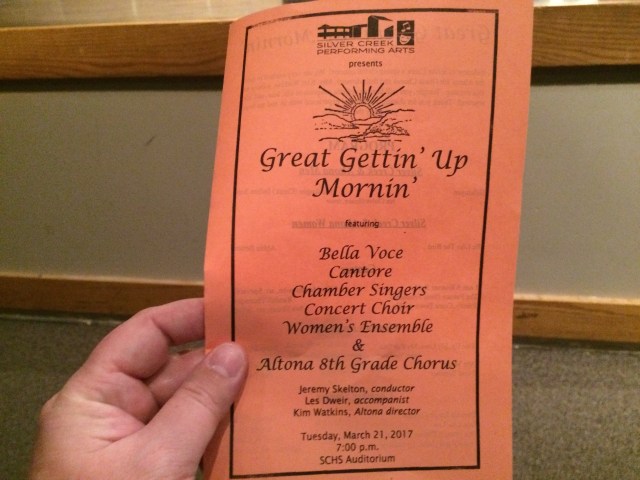 SILVER CREEK
PERFORMING ARTS
presents
Great Gettin' Up
Mornin'
featuring
Bella Voce
Cantore
Chamber Singers
Concert Choir
Women's Ensemble
&
Altona 8th Grade Chorus
Jeremy Skelton, conductor
Les Dweir, accompanist
Kim Watkins, Altona director
Tuesday, March 21, 2017
7:00 p.m.
SCHS Auditorium